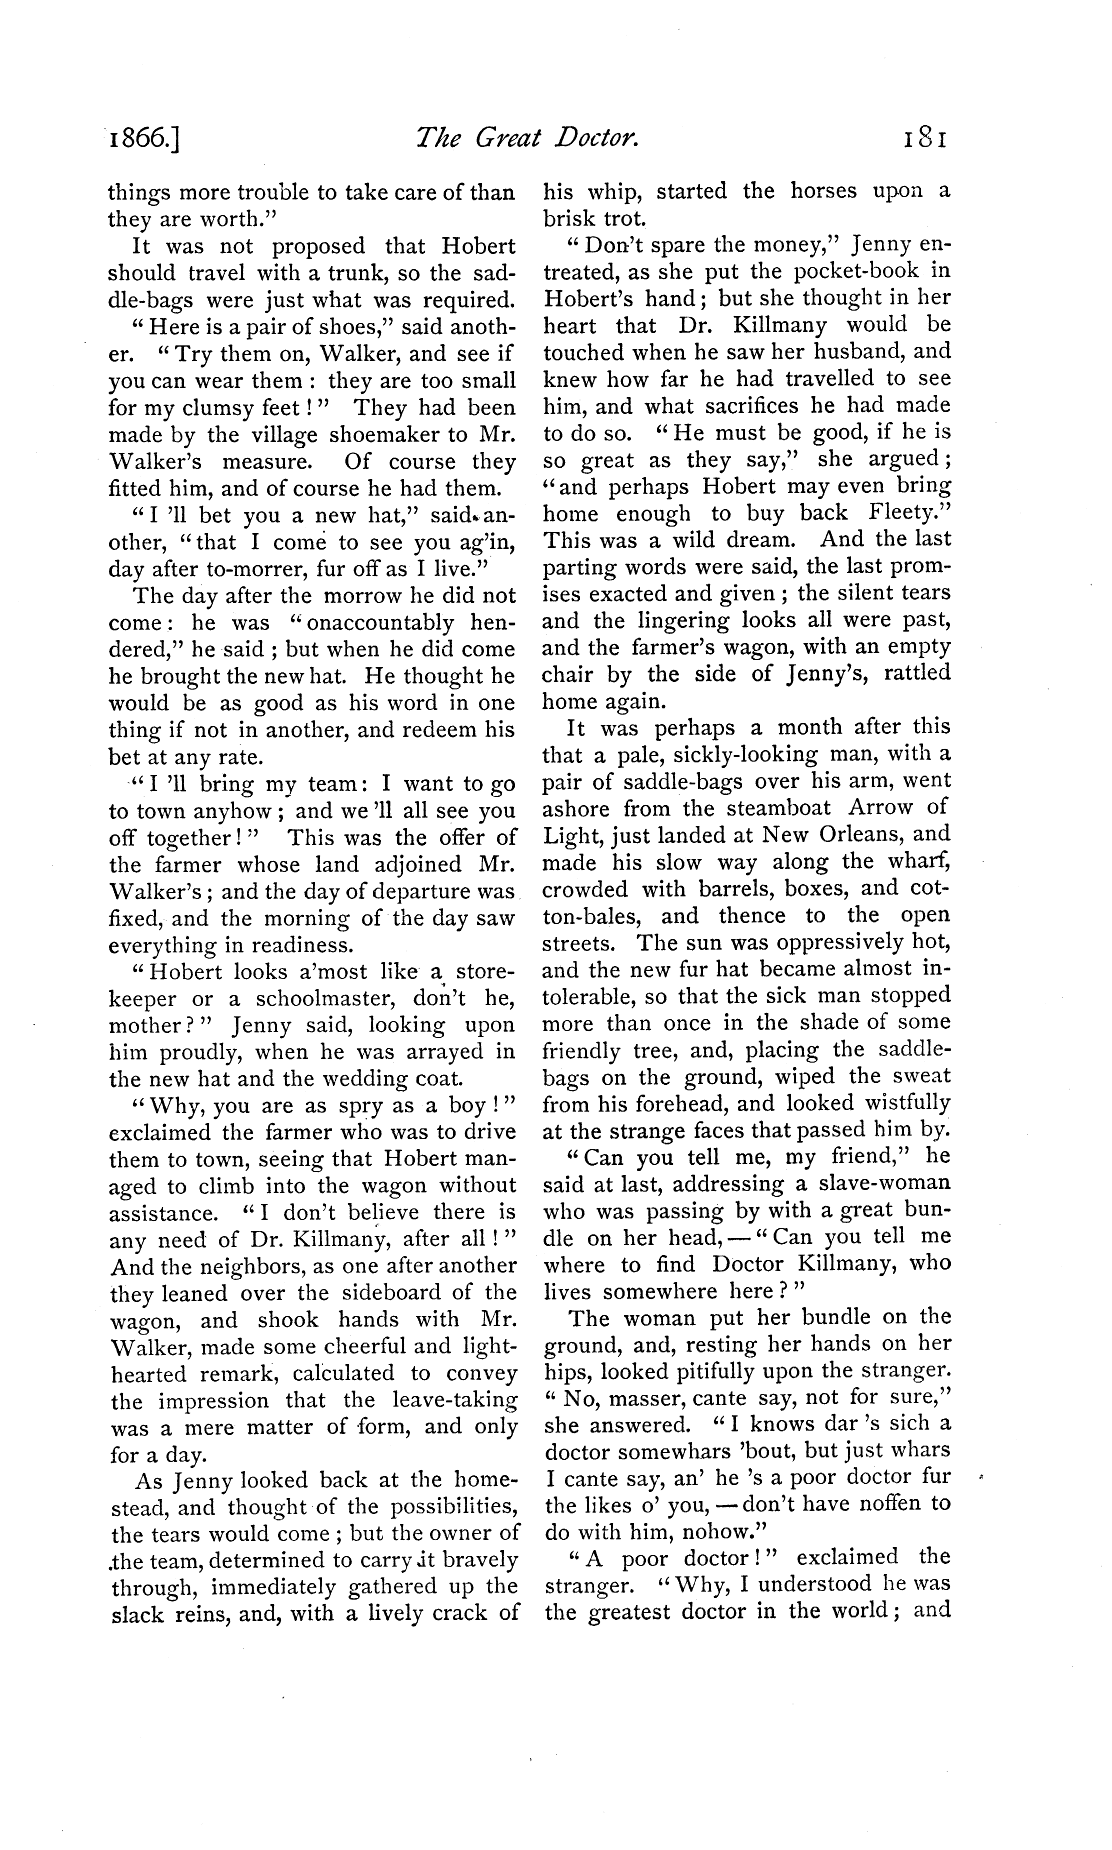 1866.] The Great Doctor. 181
things more trouble to take care of than
they are worth.”
It was not proposed that Hobert
should travel with a trunk, so the sad-
dle-bags were just what was required.
“Here is a pair of shoes,” said anoth-
er. “Try them on, Walker, and see if
you can wear them : they are too small
for my clumsy feet!” They had been
made by the village shoemaker to Mr.
Walker’s measure. Of course they
fitted him, and of course he had them.
“I ’ll bet you a new hat,” said an-
other, “that I come to see you ag’in,
day after to-morrer, fur off as I live.”
The day after the morrow he did not
come : he was “onaccountably hen-
dered,” he said ; but when he did come
he brought the new hat. He thought he
would be as good as his word in one
thing if not in another, and redeem his
bet at any rate.
“I ’ll bring my team : I want to go
to town anyhow ; and we ’ll all see you
off together!” This was the offer of
the farmer whose land adjoined Mr.
Walker’s ; and the day of departure was
fixed, and the morning of the day saw
everything in readiness.
“Hobert looks a’most like a store-
keeper or a schoolmaster, don’t he,
mother?” Jenny said, looking upon
him proudly, when he was arrayed in
the new hat and the wedding coat.
“Why, you are as spry as a boy!”
exclaimed the farmer who was to drive
them to town, seeing that Hobert man-
aged to climb into the wagon without
assistance. “I don’t believe there is
any need of Dr. Killmany, after all!”
And the neighbors, as one after another
they leaned over the sideboard of the
wagon, and shook hands with Mr.
Walker, made some cheerful and light-
hearted remark, calculated to convey
the impression that the leave-taking
was a mere matter of form, and only
for a day.
As Jenny looked back at the home-
stead, and thought of the possibilities,
the tears would come ; but the owner of
the team, determined to carry it bravely
through, immediately gathered up the
slack reins, and, with a lively crack of
his whip, started the horses upon a
brisk trot.
“Don’t spare the money,” Jenny en-
treated, as she put the pocket-book in
Hobert’s hand ; but she thought in her
heart that Dr. Killmany would be
touched when he saw her husband, and
knew how far he had travelled to see
him, and what sacrifices he had made
to do so. “He must be good, if he is
so great as they say,” she argued ;
“and perhaps Hobert may even bring
home enough to buy back Fleety.”
This was a wild dream. And the last
parting words were said, the last prom-
ises exacted and given ; the silent tears
and the lingering looks all were past,
and the farmer’s wagon, with an empty
chair by the side of Jenny’s, rattled
home again.
It was perhaps a month after this
that a pale, sickly-looking man, with a
pair of saddle-bags over his arm, went
ashore from the steamboat Arrow of
Light, just landed at New Orleans, and
made his slow way along the wharf,
crowded with barrels, boxes, and cot-
ton-bales, and thence to the open
streets. The sun was oppressively hot,
and the new fur hat became almost in-
tolerable, so that the sick man stopped
more than once in the shade of some
friendly tree, and, placing the saddle-
bags on the ground, wiped the sweat
from his forehead, and looked wistfully
at the strange faces that passed him by.
“Can you tell me, my friend,” he
said at last, addressing a slave-woman
who was passing by with a great bun-
dle on her head, — “Can you tell me
where to find Doctor Killmany, who
lives somewhere here?”
The woman put her bundle on the
ground, and, resting her hands on her
hips, looked pitifully upon the stranger.
“No, masser, cante say, not for sure,”
she answered. “I knows dar ’s sich a
doctor somewhars ’bout, but just whars
I cante say, an’ he ’s a poor doctor fur
the likes o’ you, — don’t have noffen to
do with him, nohow.”
“A poor doctor!” exclaimed the
stranger. “Why, I understood he was
the greatest doctor in the world ; and